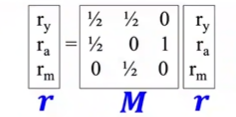 r_y ½ ½ 0 r_y
r_a = ½ 0 1 r_a
r_m 0 ½ 0 r_m
r M r